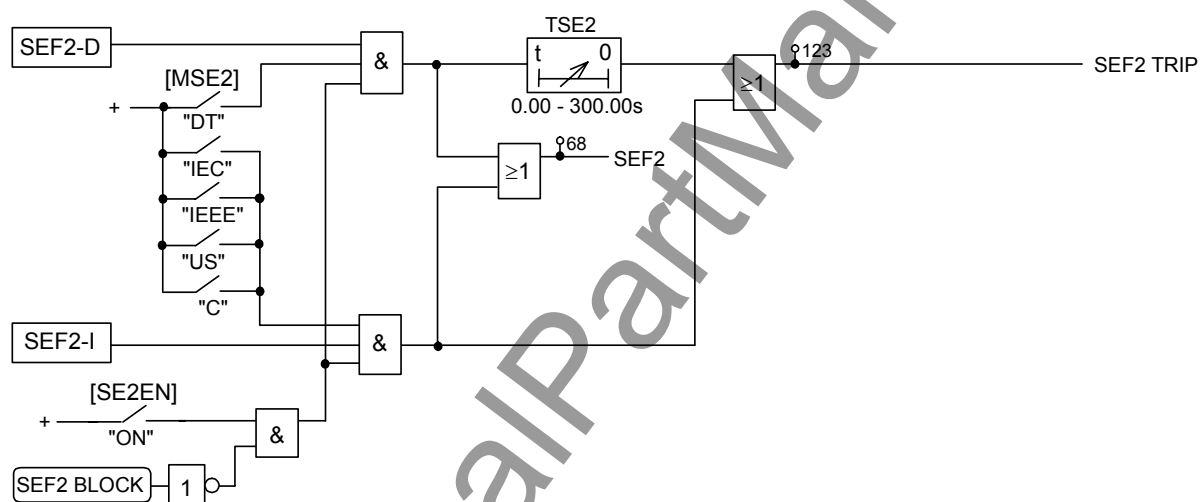 TSE2
SEF2-D
&
t 0
123
SEF2 TRIP
[MSE2]
≥1
+
"DT"
0.00 - 300.00s
"IEC"
68
SEF2
≥1
"IEEE"
"US"
"C"
SEF2-I
&
[SE2EN]
+
"ON"
&
SEF2 BLOCK
1